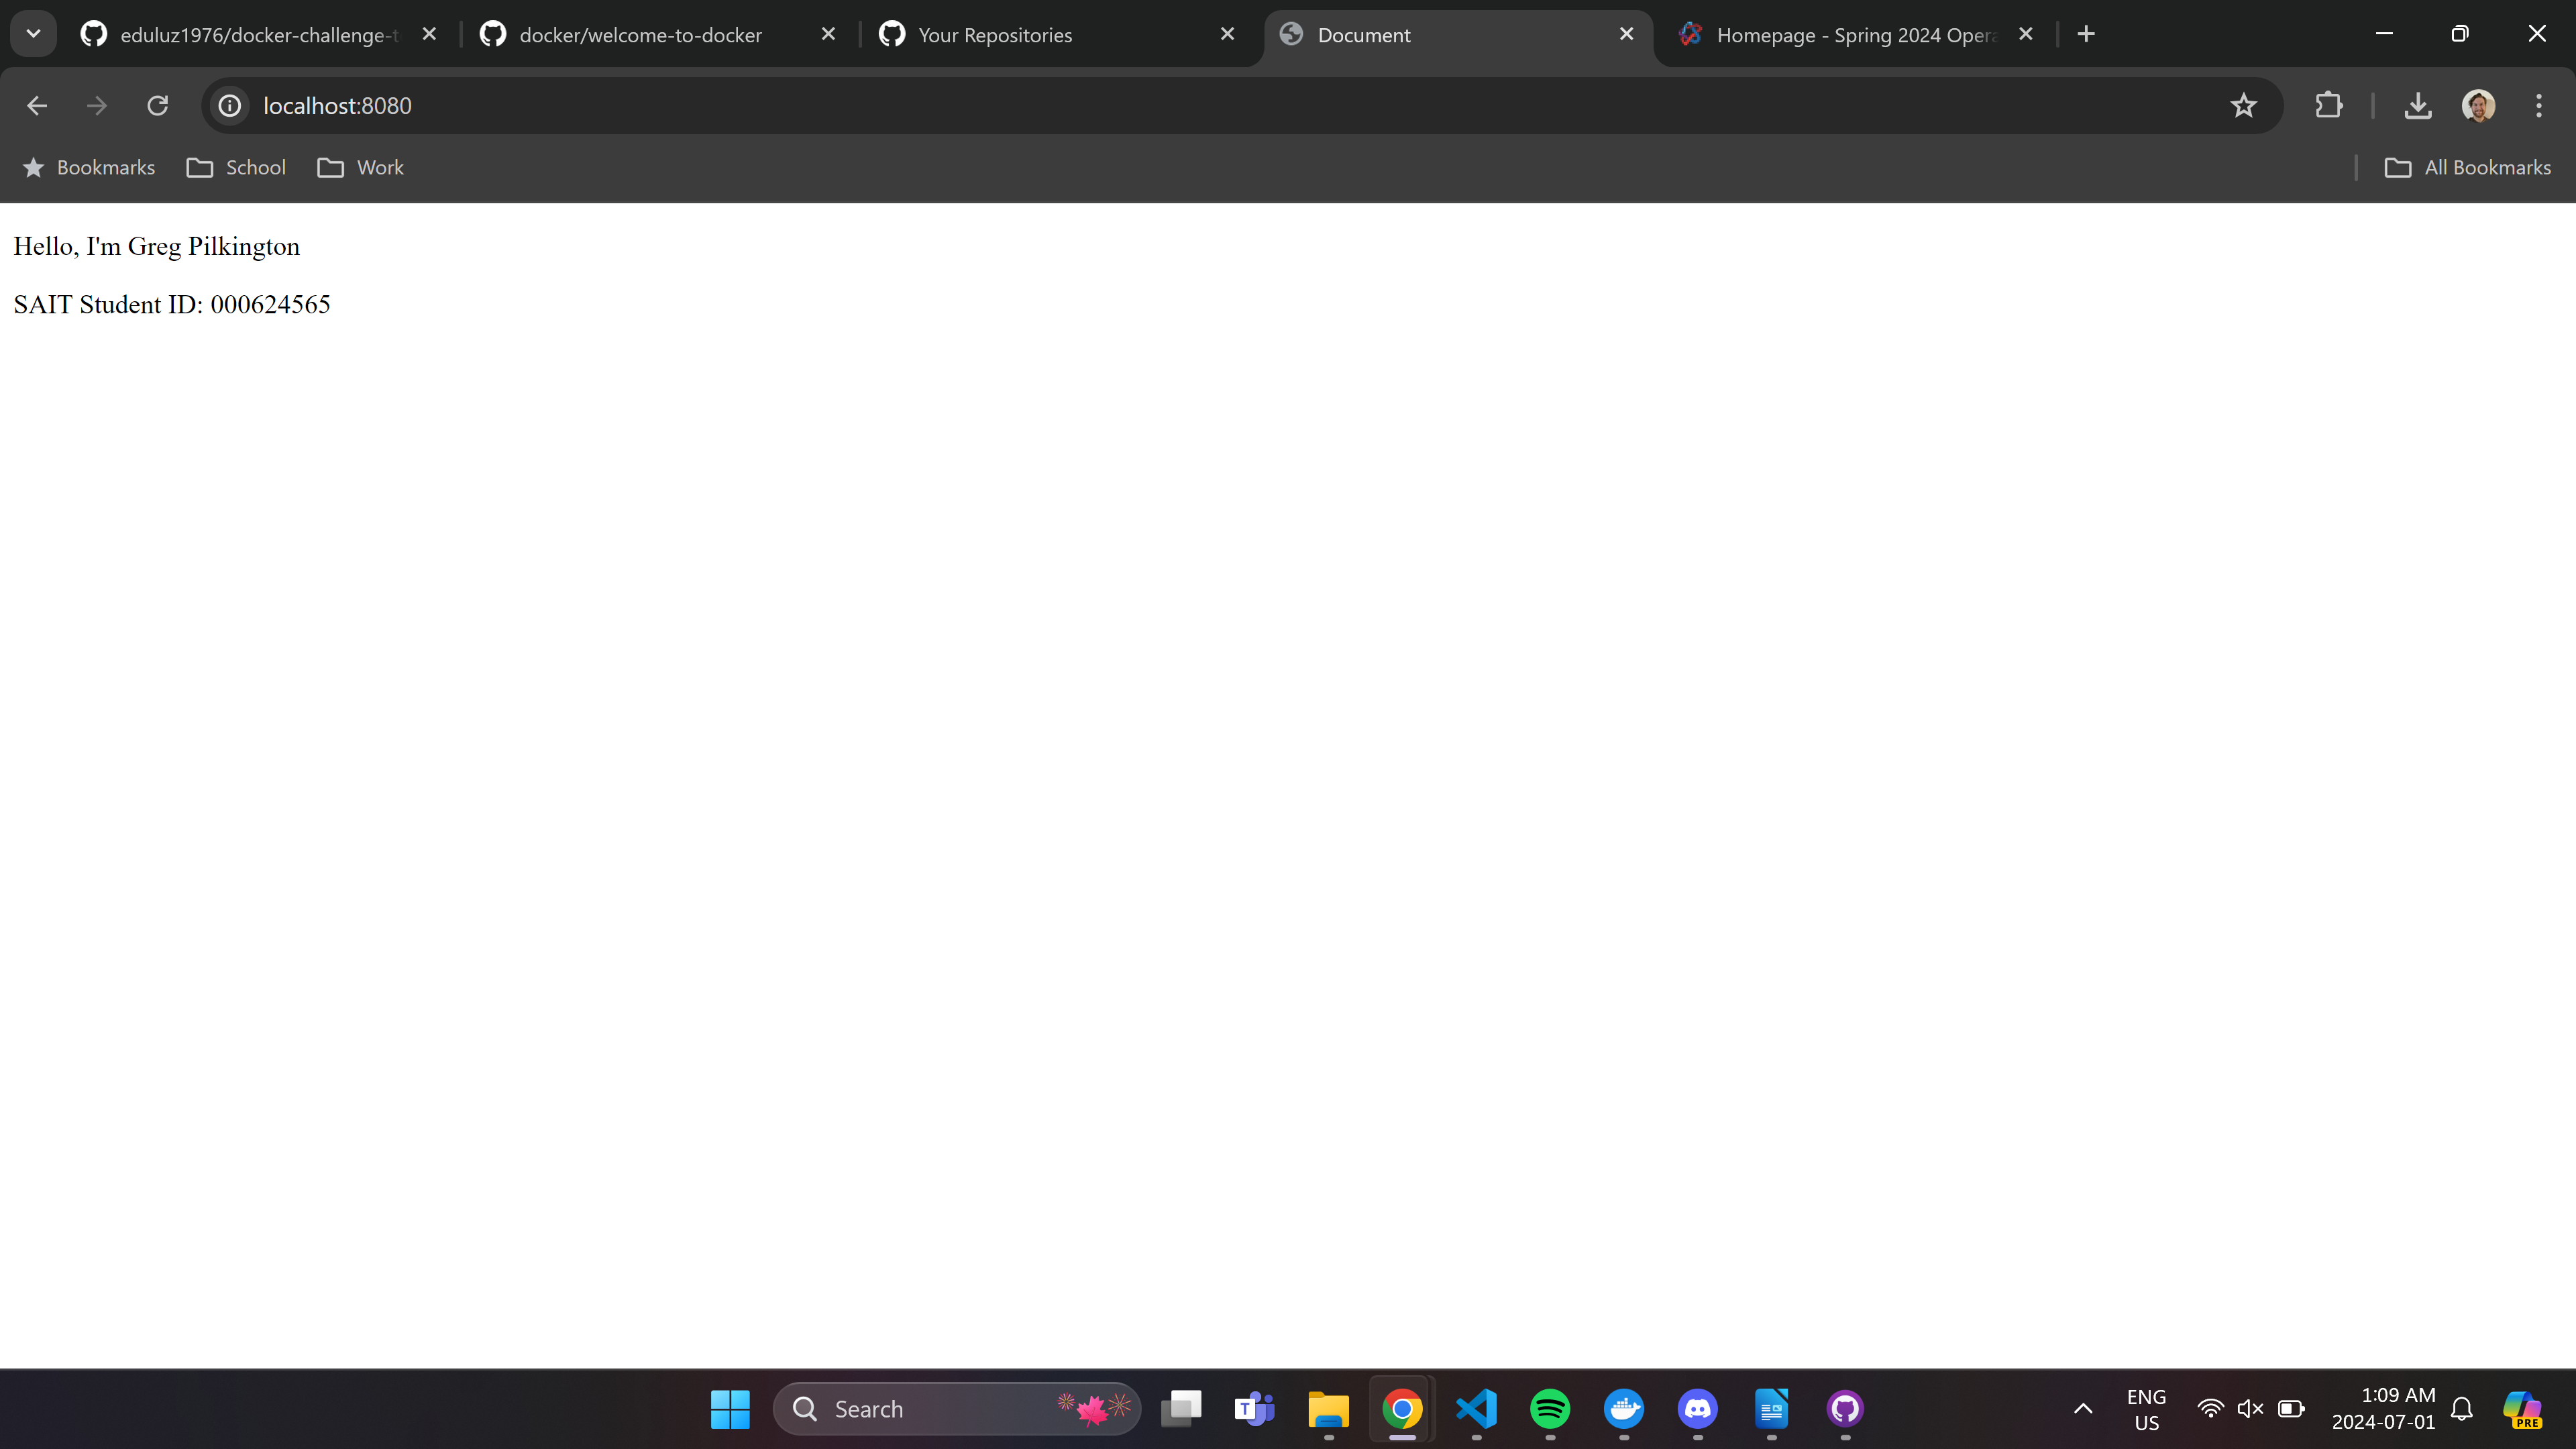 eduluz1976/docker-challenge-t
docker/welcome-to-docker
Your Repositories
Document
Homepage - Spring 2024 Opera
localhost:8080
Bookmarks
School
Work
All Bookmarks
Hello, I'm Greg Pilkington
SAIT Student ID: 000624565
Search
T
ENG
US
1:09 AM
2024-07-01
PRE